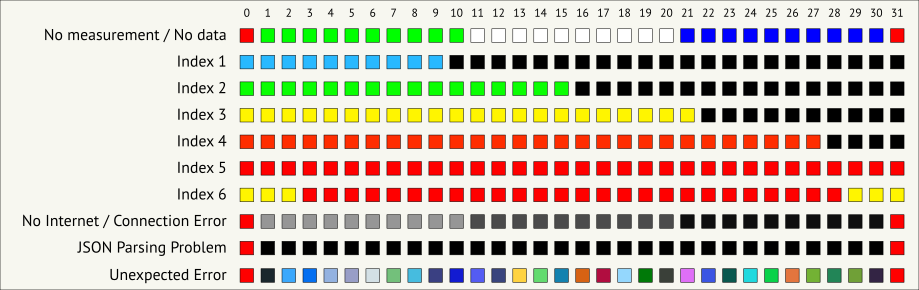 0 1 2 3 4 5 6 7 8 9 10 11 12 13 14 15 16 17 18 19 20 21 22 23 24 25 26 27 28 29 30 31
No measurement / No data
Index 1
Index 2
Index 3
Index 4
Index 5
Index 6
No Internet / Connection Error
JSON Parsing Problem
Unexpected Error